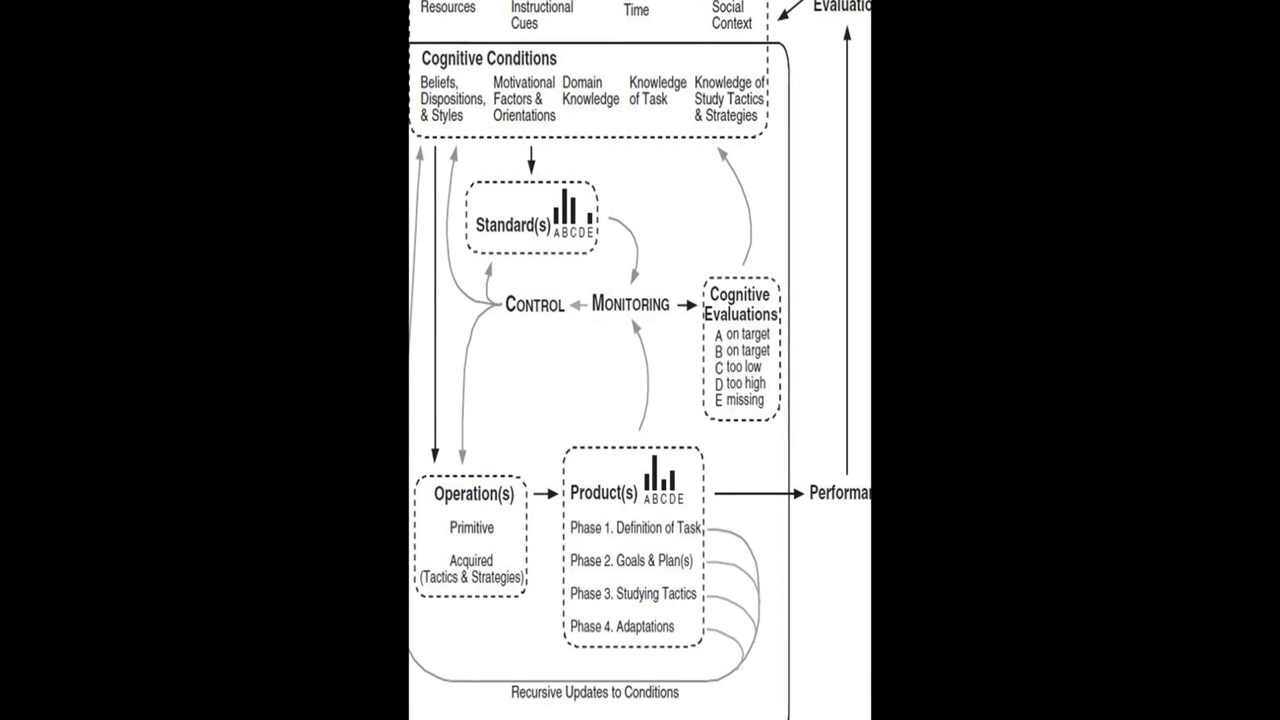 Resources Instructional Cues Time Social Context
Cognitive Conditions
Beliefs, Dispositions, & Styles
Motivational Factors & Orientations
Domain Knowledge
Knowledge of Task
Knowledge of Study Tactics & Strategies
Standard(s)
A B C D E
CONTROL
MONITORING
Cognitive
Evaluations
A on target
B on target
C too low
D too high
E missing
Operation(s)
Primitive
Acquired
(Tactics & Strategies)
Product(s)
A B C D E
Phase 1. Definition of Task
Phase 2. Goals & Plan(s)
Phase 3. Studying Tactics
Phase 4. Adaptations
Recursive Updates to Conditions